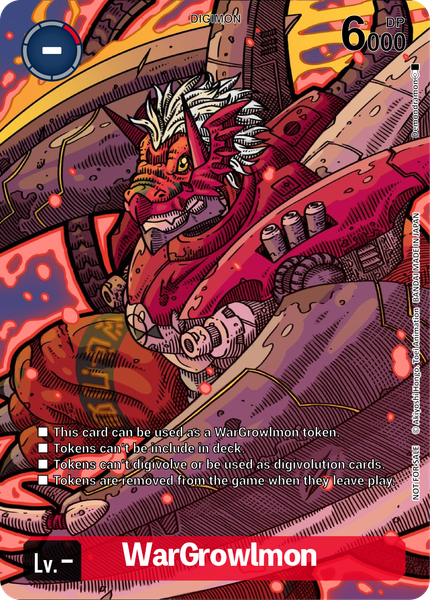 DIGIMON
-
DP
6000
Demondramon
■ This card can be used as a WarGrowlmon token.
■ Tokens can't be include in deck.
■ Tokens can't digivolve or be used as digivolution cards.
■ Tokens are removed from the game when they leave play.
NOT FOR SALE © Akiyoshi Hongo, Toei Animation BANDAI MADE IN JAPAN
Lv.-
WarGrowlmon